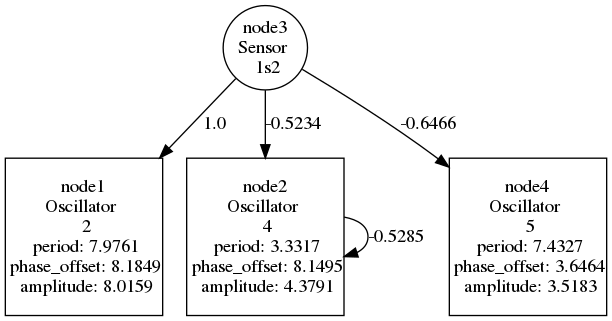 node3
Sensor
1s2
1.0
-0.5234
-0.6466
node1
Oscillator
2
period: 7.9761
phase_offset: 8.1849
amplitude: 8.0159
node2
Oscillator
4
period: 3.3317
phase_offset: 8.1495
amplitude: 4.3791
-0.5285
node4
Oscillator
5
period: 7.4327
phase_offset: 3.6464
amplitude: 3.5183